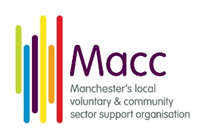 Macc
Manchester's local
voluntary & community
sector support organisation